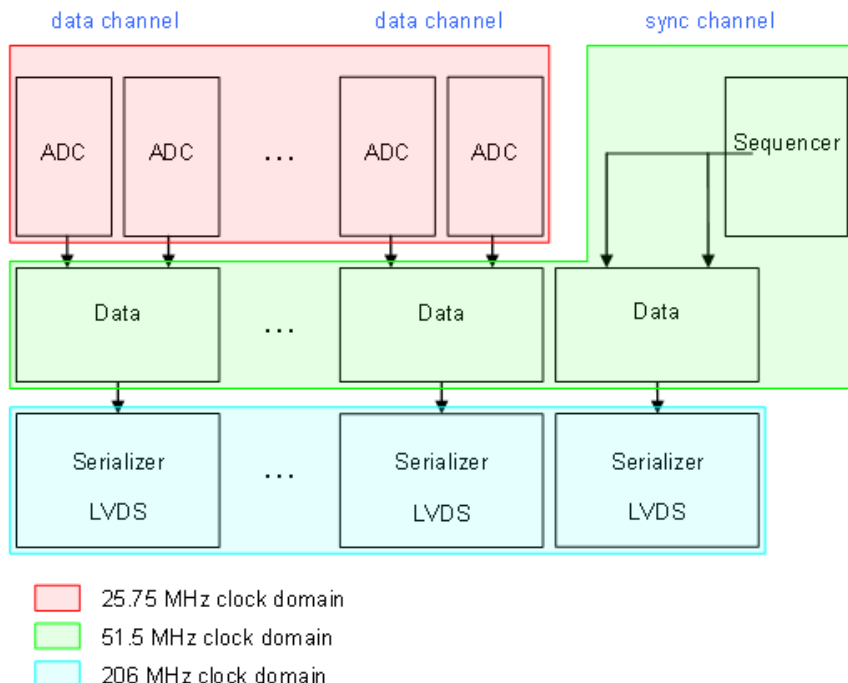 data channel data channel sync channel
ADC ADC ... ADC ADC Sequencer
Data ... Data Data
Serializer LVDS ... Serializer LVDS Serializer LVDS
25.75 MHz clock domain
51.5 MHz clock domain
206 MHz clock domain